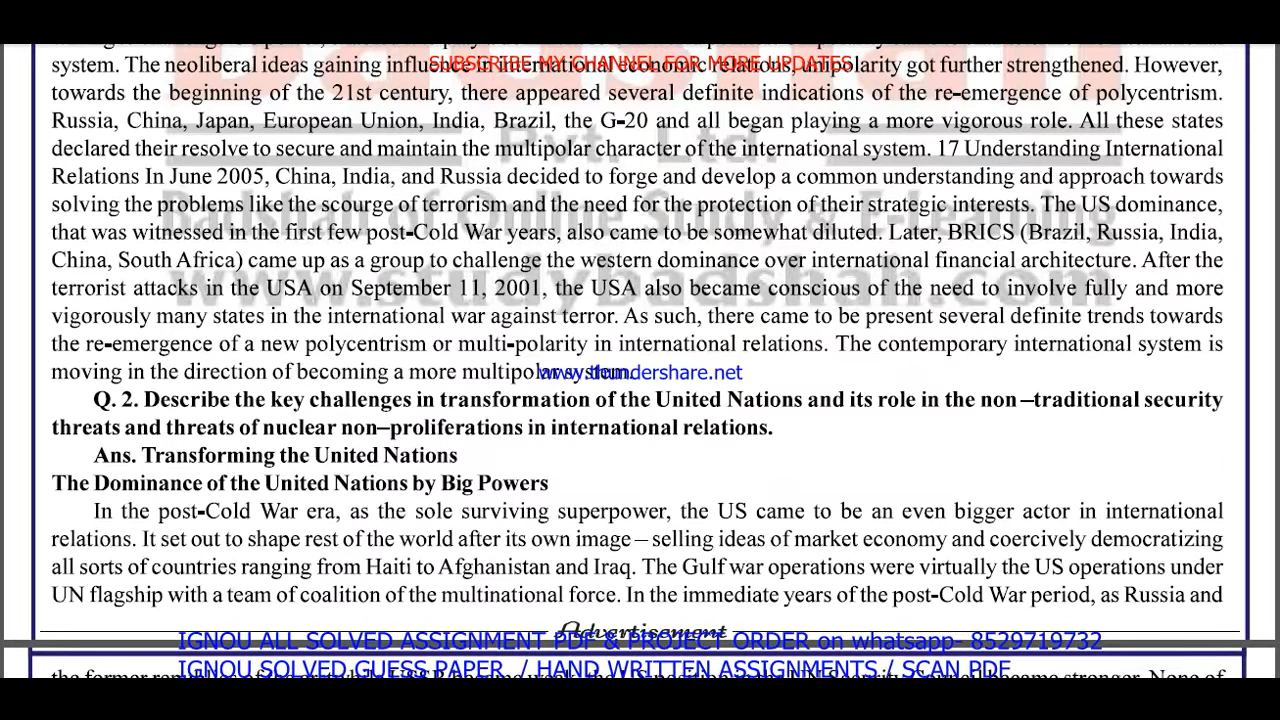 system. The neoliberal ideas gaining influence in international economic relations, unipolarity got further strengthened. However,
SUBSCRIBE MY CHANNEL FOR MORE UPDATES
towards the beginning of the 21st century, there appeared several definite indications of the re-emergence of polycentrism.
Russia, China, Japan, European Union, India, Brazil, the G-20 and all began playing a more vigorous role. All these states
Pvt. Ltd.
declared their resolve to secure and maintain the multipolar character of the international system. 17 Understanding International
Relations In June 2005, China, India, and Russia decided to forge and develop a common understanding and approach towards
solving the problems like the scourge of terrorism and the need for the protection of their strategic interests. The US dominance,
Badshah of Online Study & E-learning
that was witnessed in the first few post-Cold War years, also came to be somewhat diluted. Later, BRICS (Brazil, Russia, India,
China, South Africa) came up as a group to challenge the western dominance over international financial architecture. After the
www.studybadshah.com
terrorist attacks in the USA on September 11, 2001, the USA also became conscious of the need to involve fully and more
vigorously many states in the international war against terror. As such, there came to be present several definite trends towards
the re-emergence of a new polycentrism or multi-polarity in international relations. The contemporary international system is
moving in the direction of becoming a more multipolar system.
www.thundershare.net
Q. 2. Describe the key challenges in transformation of the United Nations and its role in the non–traditional security
threats and threats of nuclear non–proliferations in international relations.
Ans. Transforming the United Nations
The Dominance of the United Nations by Big Powers
In the post-Cold War era, as the sole surviving superpower, the US came to be an even bigger actor in international
relations. It set out to shape rest of the world after its own image – selling ideas of market economy and coercively democratizing
all sorts of countries ranging from Haiti to Afghanistan and Iraq. The Gulf war operations were virtually the US operations under
UN flagship with a team of coalition of the multinational force. In the immediate years of the post-Cold War period, as Russia and
Advertisement
IGNOU ALL SOLVED ASSIGNMENT PDF & PROJECT ORDER on whatsapp- 8529719732
IGNOU SOLVED GUESS PAPER / HAND WRITTEN ASSIGNMENTS / SCAN PDF